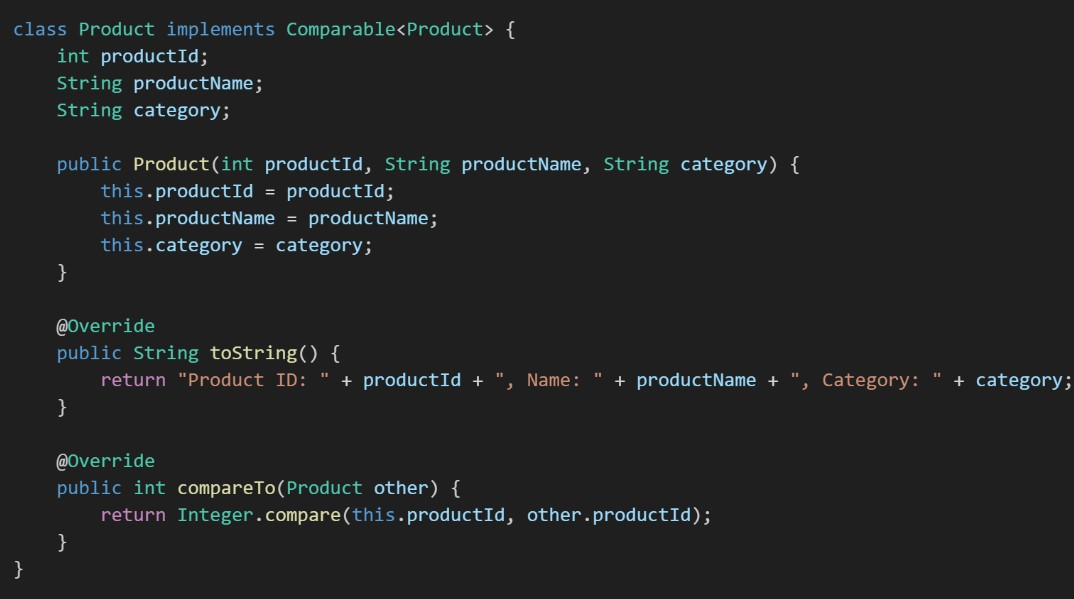 class Product implements Comparable<Product> {
    int productId;
    String productName;
    String category;

    public Product(int productId, String productName, String category) {
        this.productId = productId;
        this.productName = productName;
        this.category = category;
    }

    @Override
    public String toString() {
        return "Product ID: " + productId + ", Name: " + productName + ", Category: " + category;
    }

    @Override
    public int compareTo(Product other) {
        return Integer.compare(this.productId, other.productId);
    }
}